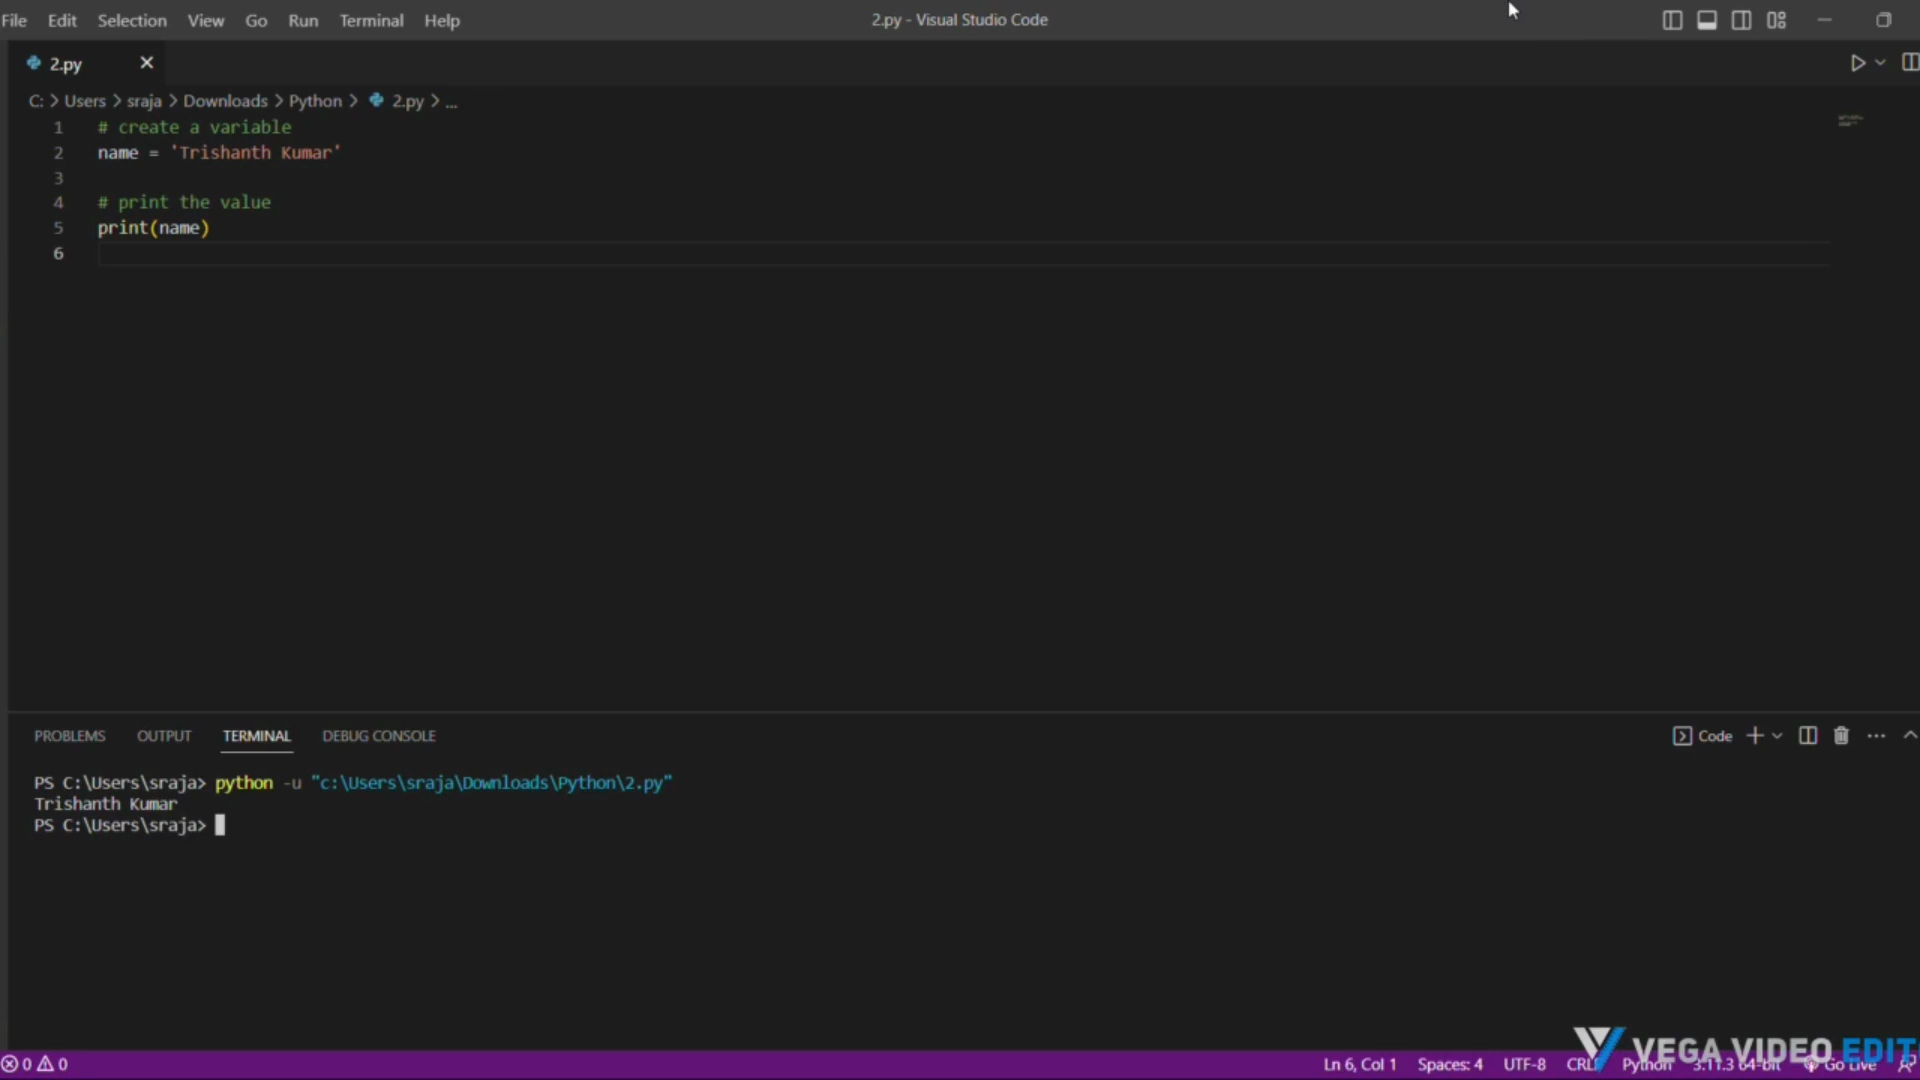 File Edit Selection View Go Run Terminal Help 2.py - Visual Studio Code
2.py
C: > Users > sraja > Downloads > Python > 2.py > ...
1 # create a variable
2 name = 'Trishanth Kumar'
3
4 # print the value
5 print(name)
6
PROBLEMS OUTPUT TERMINAL DEBUG CONSOLE Code
PS C:\Users\sraja> python -u "c:\Users\sraja\Downloads\Python\2.py"
Trishanth Kumar
PS C:\Users\sraja>
VEGA VIDEO EDIT
0 0 Ln 6, Col 1 Spaces: 4 UTF-8 CRL Python 3.11.3 64-bit Go Live